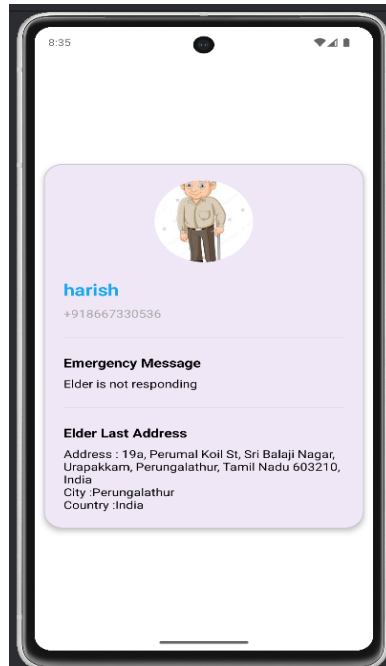 8:35
harish
+918667330536
Emergency Message
Elder is not responding
Elder Last Address
Address : 19a, Perumal Koil St, Sri Balaji Nagar,
Urapakkam, Perungalathur, Tamil Nadu 603210,
India
City :Perungalathur
Country :India